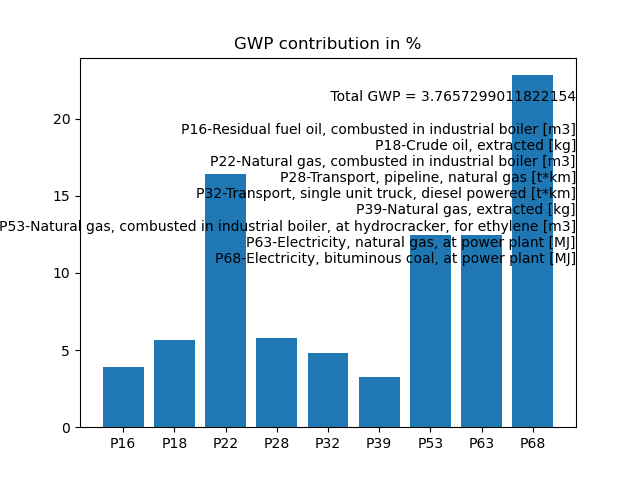 GWP contribution in %
Total GWP = 3.7657299011822154
20
P16-Residual fuel oil, combusted in industrial boiler [m3]
P18-Crude oil, extracted [kg]
P22-Natural gas, combusted in industrial boiler [m3]
P28-Transport, pipeline, natural gas [t*km]
15
P32-Transport, single unit truck, diesel powered [t*km]
P39-Natural gas, extracted [kg]
P53-Natural gas, combusted in industrial boiler, at hydrocracker, for ethylene [m3]
P63-Electricity, natural gas, at power plant [MJ]
P68-Electricity, bituminous coal, at power plant [MJ]
10
5
0
P16 P18 P22 P28 P32 P39 P53 P63 P68